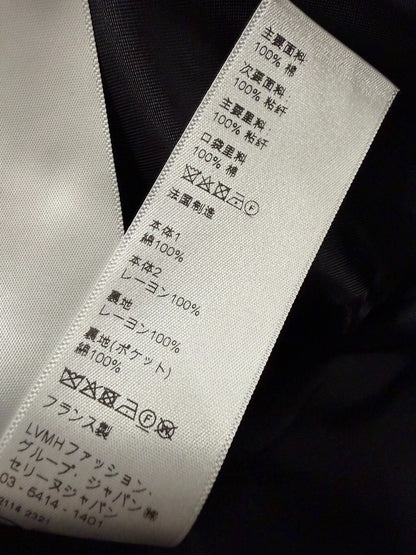 主要面料
100% 棉
次要面料:
100% 粘纤
主要里料:
100% 粘纤
口袋里料
100% 棉
F
法国制造
本体1
綿100%
本体2
レーヨン100%
裏地
レーヨン100%
裏地(ポケット)
綿100%
F
フランス製
LVMHファッション・
グループ・ジャパン㈱
セリーヌジャパン
03-5414-1401
2114 2321